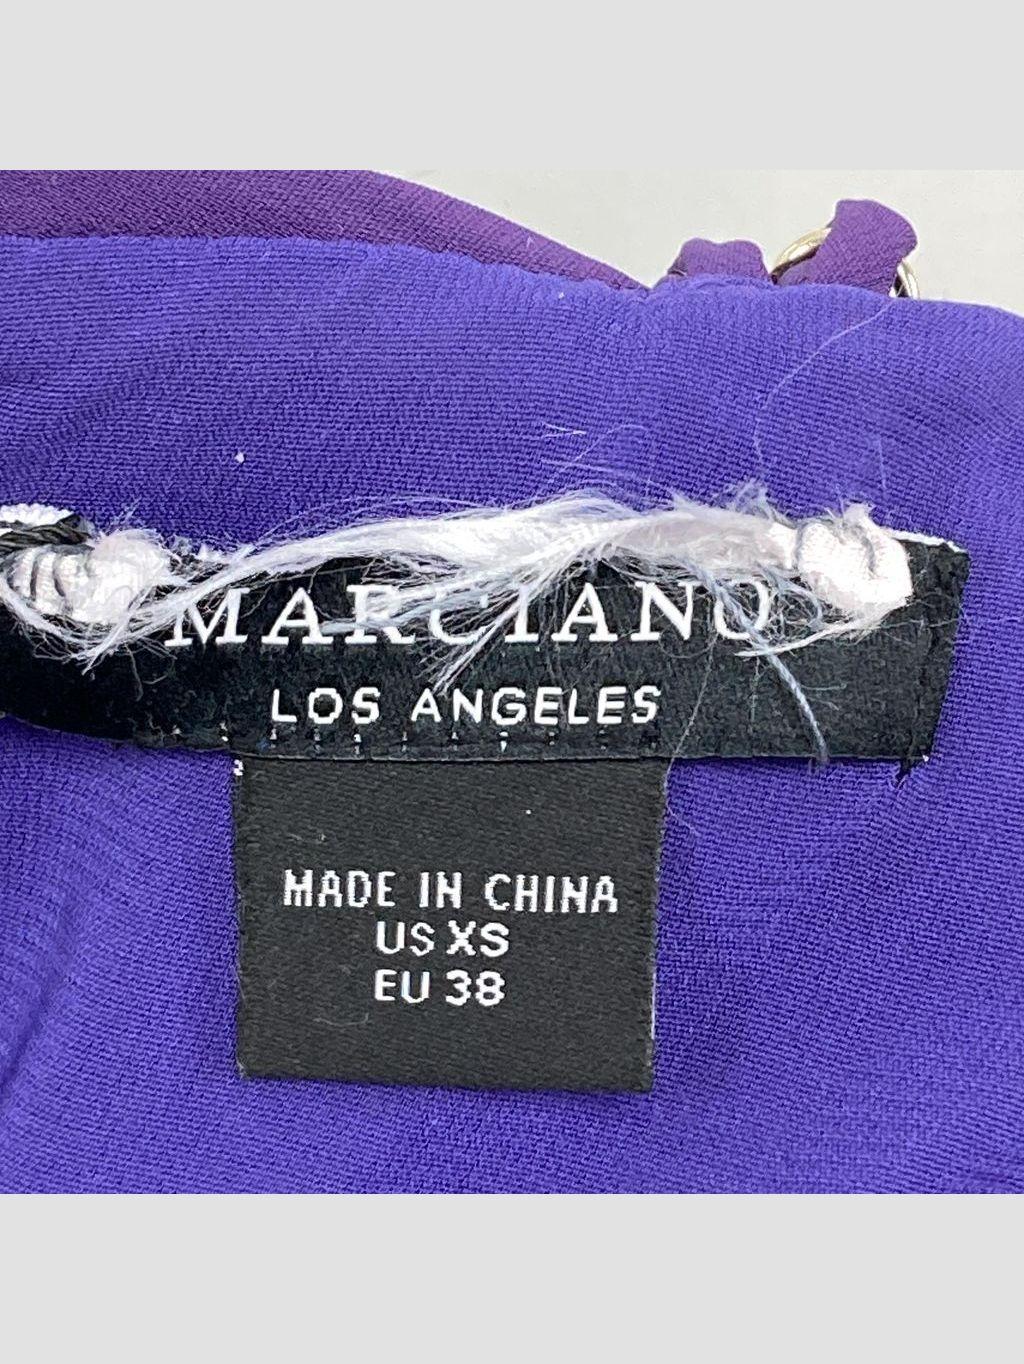 MARCIANO
LOS ANGELES
MADE IN CHINA
US XS
EU 38